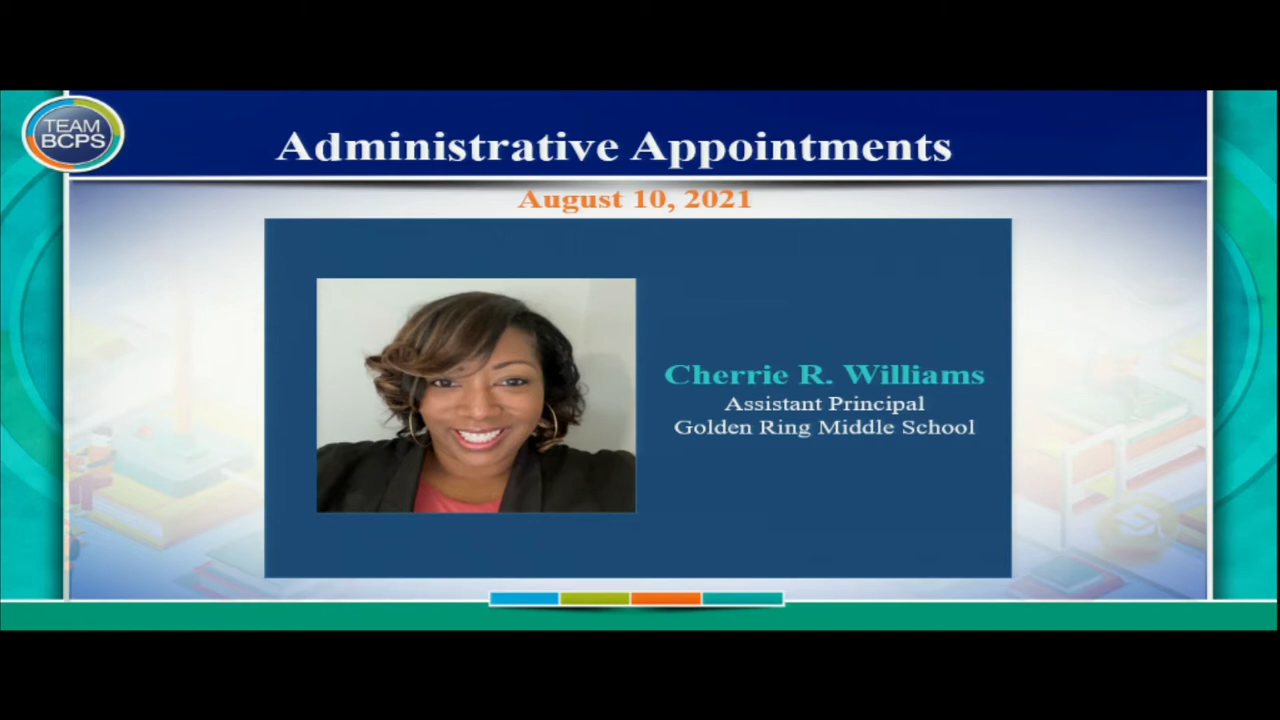 TEAM
BCPS
Administrative Appointments
August 10, 2021
Cherrie R. Williams
Assistant Principal
Golden Ring Middle School